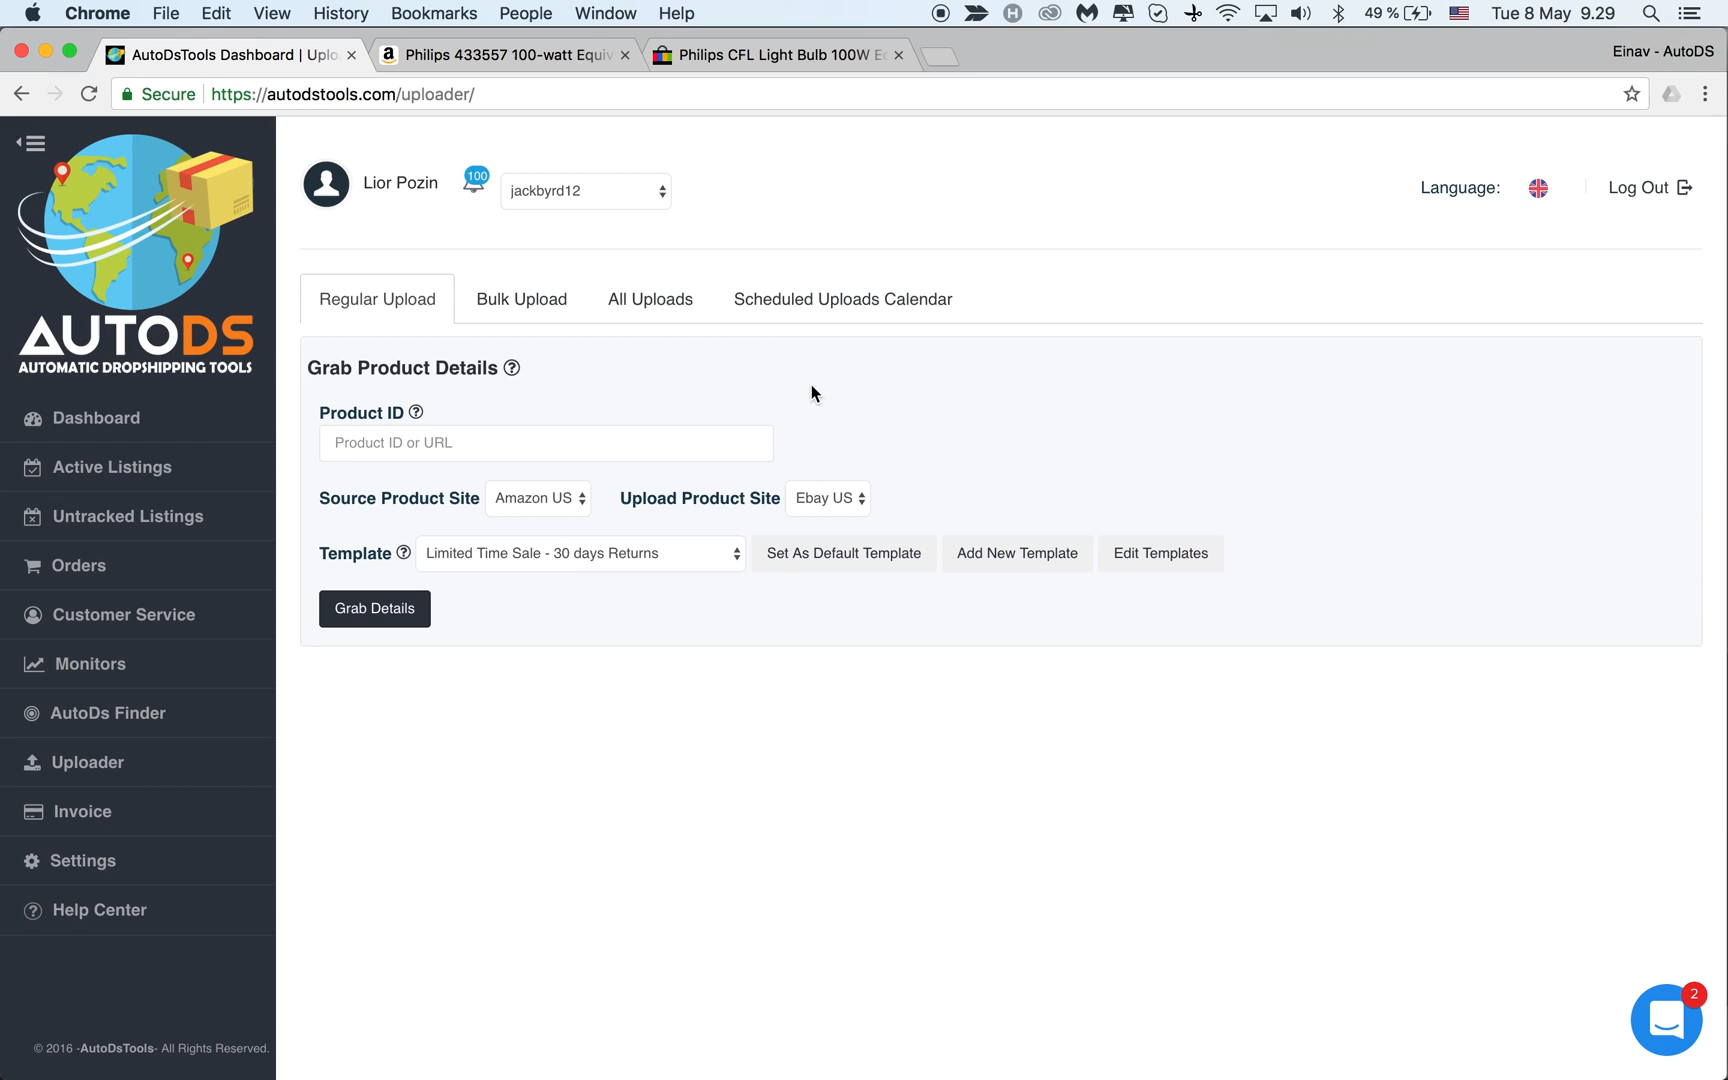 Chrome File Edit View History Bookmarks People Window Help 49 % Tue 8 May 9.29
AutoDsTools Dashboard | Uplo Philips 433557 100-watt Equiv Philips CFL Light Bulb 100W Ec Einav - AutoDS
Secure https://autodstools.com/uploader/
Lior Pozin 100 jackbyrd12 Language: Log Out
AUTODS
AUTOMATIC DROPSHIPPING TOOLS
Regular Upload Bulk Upload All Uploads Scheduled Uploads Calendar
Grab Product Details
Product ID
Product ID or URL
Source Product Site Amazon US Upload Product Site Ebay US
Template Limited Time Sale - 30 days Returns Set As Default Template Add New Template Edit Templates
Grab Details
Dashboard
Active Listings
Untracked Listings
Orders
Customer Service
Monitors
AutoDs Finder
Uploader
Invoice
Settings
Help Center
© 2016 -AutoDsTools- All Rights Reserved.
2